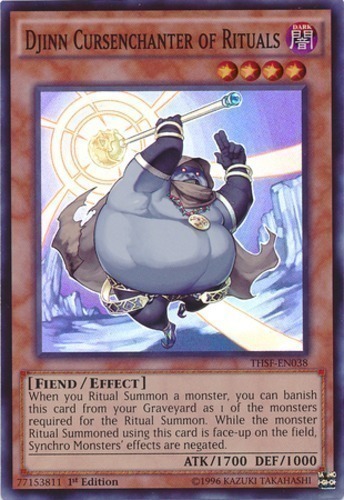 DJINN CURSENCHANTER OF RITUALS
DARK
闇
THSF-EN038
[FIEND / EFFECT]
When you Ritual Summon a monster, you can banish
this card from your Graveyard as 1 of the monsters
required for the Ritual Summon. While the monster
Ritual Summoned using this card is face-up on the field,
Synchro Monsters' effects are negated.
ATK/1700 DEF/1000
77153811 1st Edition ©1996 KAZUKI TAKAHASHI